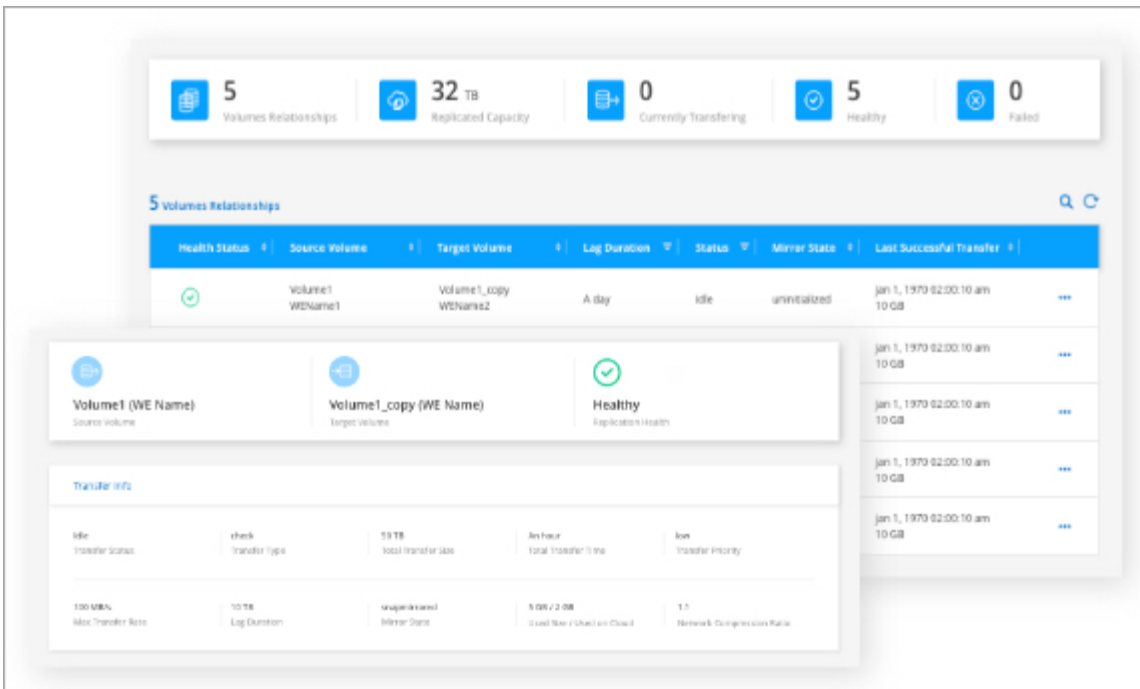 5
Volumes Relationships
32 TB
Replicated Capacity
0
Currently Transfering
5
Healthy
0
Failed
5 Volumes Relationships
Health Status Source Volume Target Volume Lag Duration Status Mirror State Last Successful Transfer
Volume1 Volume1_copy jan 1, 1970 02:00:10 am
WEName1 WEName2 A day idle uninitialized 10 GB
jan 1, 1970 02:00:10 am
10 GB
jan 1, 1970 02:00:10 am
10 GB
jan 1, 1970 02:00:10 am
10 GB
jan 1, 1970 02:00:10 am
10 GB
Volume1 (WE Name) Volume1_copy (WE Name) Healthy
Source Volume Target Volume Replication Health
Transfer Info
Idle check TB An hour low
Transfer Status Transfer Type Total Transfer Size Total Transfer Time Transfer Priority
100 MB/s 10 TB snapmirrored 5 GB / 2 GB
Max Transfer Rate Lag Duration Mirror State Used Size / Used on Cloud Network Compression Ratio